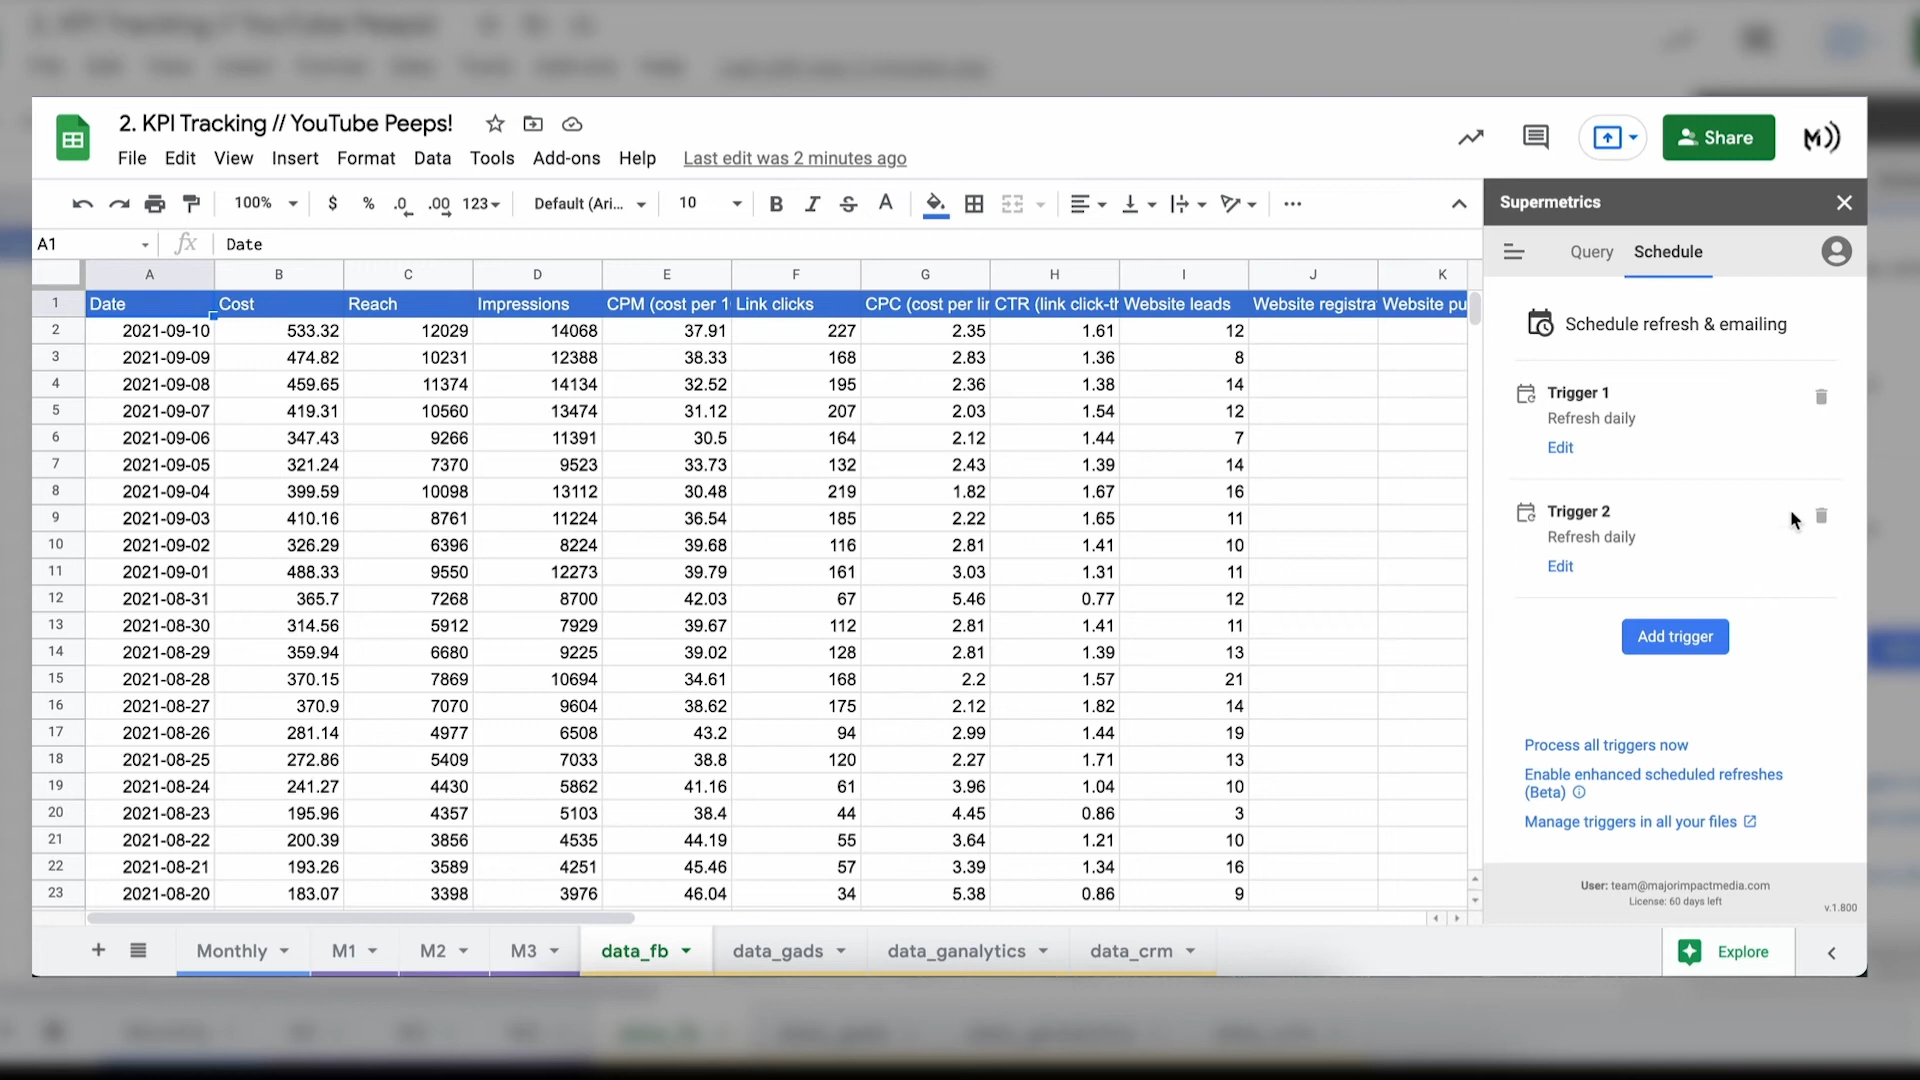 2. KPI Tracking // YouTube Peeps!
File Edit View Insert Format Data Tools Add-ons Help Last edit was 2 minutes ago
Share
M))
100% $ % .0 .00 123 Default (Ari... 10 B I S A
A1 fx Date
A B C D E F G H I J K
1 Date Cost Reach Impressions CPM (cost per 1 Link clicks CPC (cost per lin CTR (link click-th Website leads Website registra Website pu
2 2021-09-10 533.32 12029 14068 37.91 227 2.35 1.61 12
3 2021-09-09 474.82 10231 12388 38.33 168 2.83 1.36 8
4 2021-09-08 459.65 11374 14134 32.52 195 2.36 1.38 14
5 2021-09-07 419.31 10560 13474 31.12 207 2.03 1.54 12
6 2021-09-06 347.43 9266 11391 30.5 164 2.12 1.44 7
7 2021-09-05 321.24 7370 9523 33.73 132 2.43 1.39 14
8 2021-09-04 399.59 10098 13112 30.48 219 1.82 1.67 16
9 2021-09-03 410.16 8761 11224 36.54 185 2.22 1.65 11
10 2021-09-02 326.29 6396 8224 39.68 116 2.81 1.41 10
11 2021-09-01 488.33 9550 12273 39.79 161 3.03 1.31 11
12 2021-08-31 365.7 7268 8700 42.03 67 5.46 0.77 12
13 2021-08-30 314.56 5912 7929 39.67 112 2.81 1.41 11
14 2021-08-29 359.94 6680 9225 39.02 128 2.81 1.39 13
15 2021-08-28 370.15 7869 10694 34.61 168 2.2 1.57 21
16 2021-08-27 370.9 7070 9604 38.62 175 2.12 1.82 14
17 2021-08-26 281.14 4977 6508 43.2 94 2.99 1.44 19
18 2021-08-25 272.86 5409 7033 38.8 120 2.27 1.71 13
19 2021-08-24 241.27 4430 5862 41.16 61 3.96 1.04 10
20 2021-08-23 195.96 4357 5103 38.4 44 4.45 0.86 3
21 2021-08-22 200.39 3856 4535 44.19 55 3.64 1.21 10
22 2021-08-21 193.26 3589 4251 45.46 57 3.39 1.34 16
23 2021-08-20 183.07 3398 3976 46.04 34 5.38 0.86 9
Monthly M1 M2 M3 data_fb data_gads data_ganalytics data_crm
Explore
Supermetrics
Query Schedule
Schedule refresh & emailing
Trigger 1
Refresh daily
Edit
Trigger 2
Refresh daily
Edit
Add trigger
Process all triggers now
Enable enhanced scheduled refreshes
(Beta)
Manage triggers in all your files
User: team@majorimpactmedia.com
License: 60 days left
v.1.800